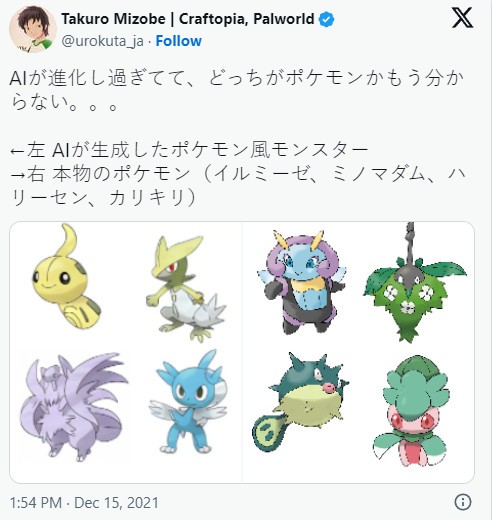 Takuro Mizobe | Craftopia, Palworld
@urokuta_ja · Follow
AIが進化し過ぎてて、どっちがポケモンかもう分か
らない。。。
←左 AIが生成したポケモン風モンスター
→右 本物のポケモン（イルミーゼ、ミノマダム、ハ
リーセン、カリキリ）
1:54 PM · Dec 15, 2021